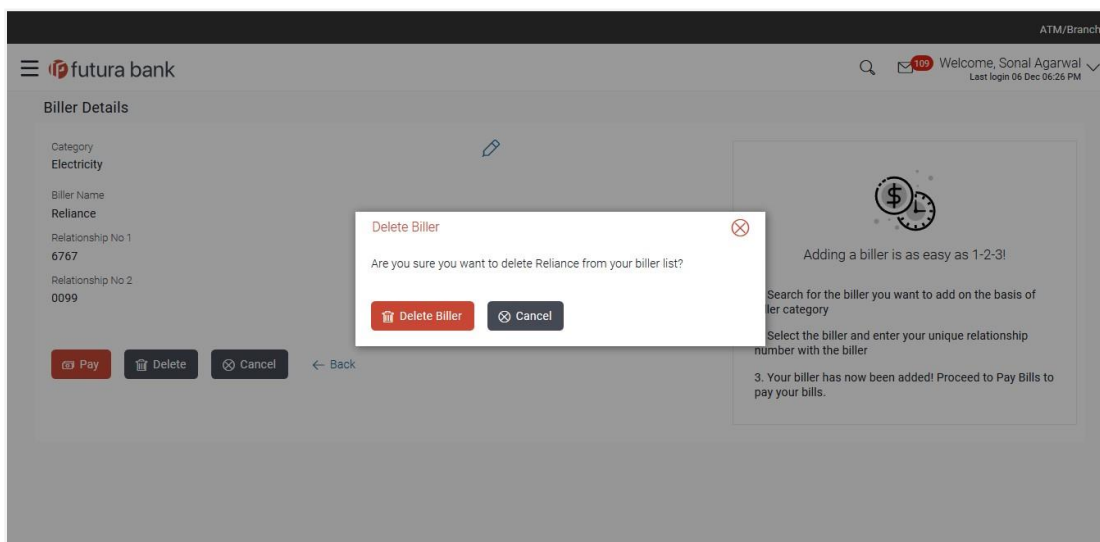 ATM/Branch
futura bank
109
Welcome, Sonal Agarwal
Last login 06 Dec 06:26 PM
Biller Details
Category
Electricity
Biller Name
Reliance
Relationship No 1
6767
Relationship No 2
0099
Pay
Delete
Cancel
Back
Delete Biller
Are you sure you want to delete Reliance from your biller list?
Delete Biller
Cancel
Adding a biller is as easy as 1-2-3!
Search for the biller you want to add on the basis of
category
Select the biller and enter your unique relationship
number with the biller
3. Your biller has now been added! Proceed to Pay Bills to
pay your bills.